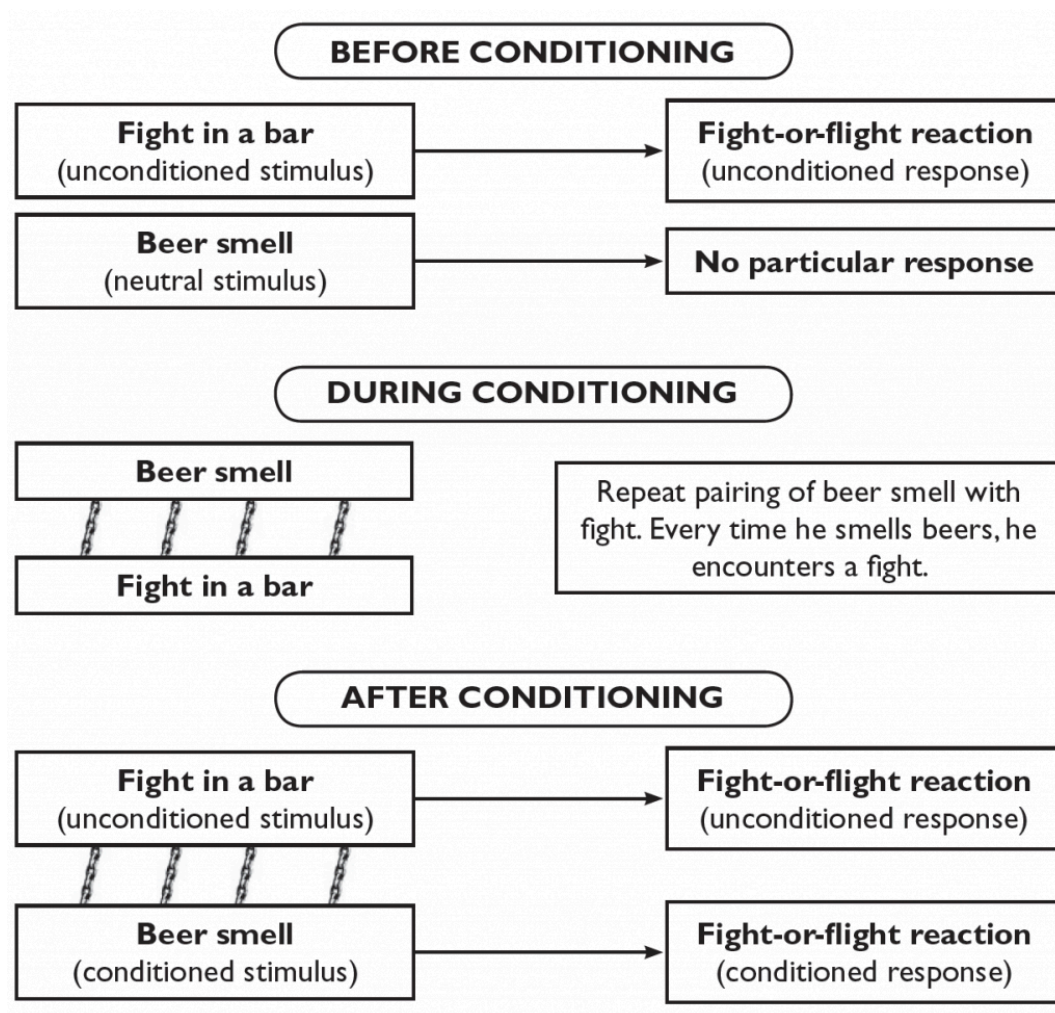 BEFORE CONDITIONING
Fight in a bar
(unconditioned stimulus)
Fight-or-flight reaction
(unconditioned response)
Beer smell
(neutral stimulus)
No particular response
DURING CONDITIONING
Beer smell
Fight in a bar
Repeat pairing of beer smell with
fight. Every time he smells beers, he
encounters a fight.
AFTER CONDITIONING
Fight in a bar
(unconditioned stimulus)
Fight-or-flight reaction
(unconditioned response)
Beer smell
(conditioned stimulus)
Fight-or-flight reaction
(conditioned response)